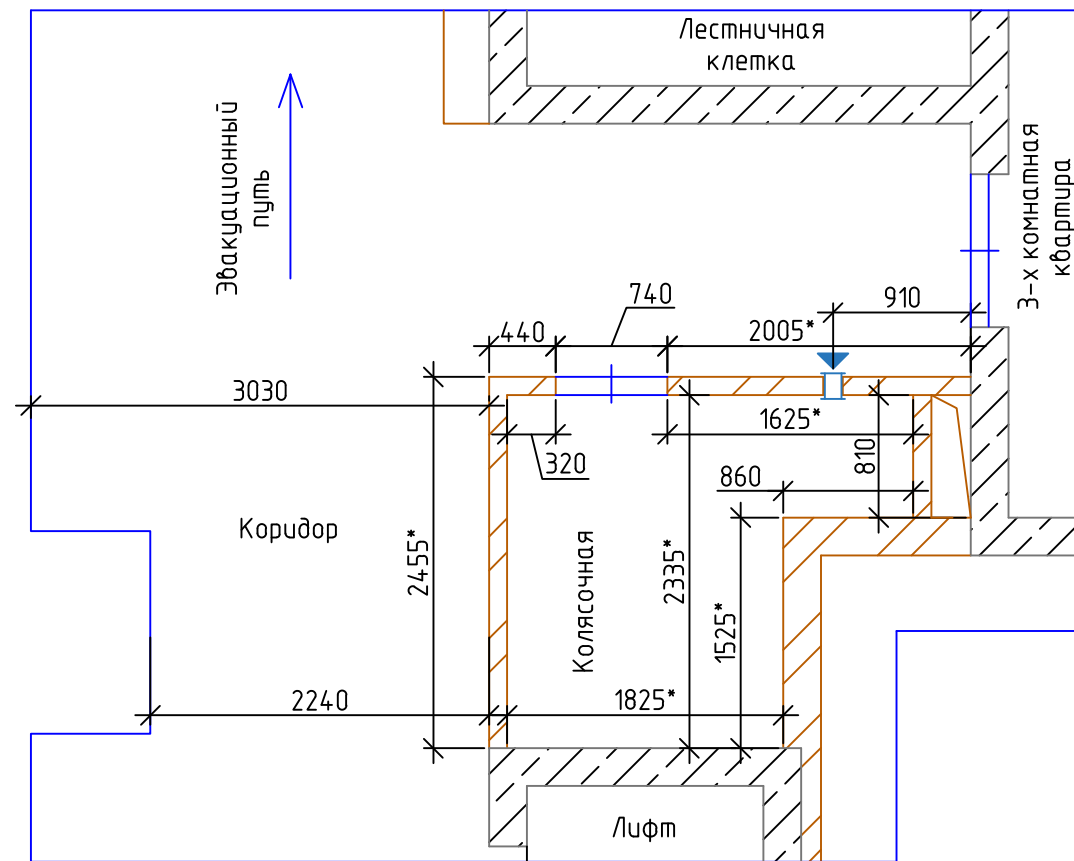 Лестничная
клетка
Эвакуационный
путь
3-х комнатная
квартира
740
910
440
2005*
3030
1625*
320
860
810
Коридор
2455*
Колясочная
2335*
1525*
2240
1825*
Лифт